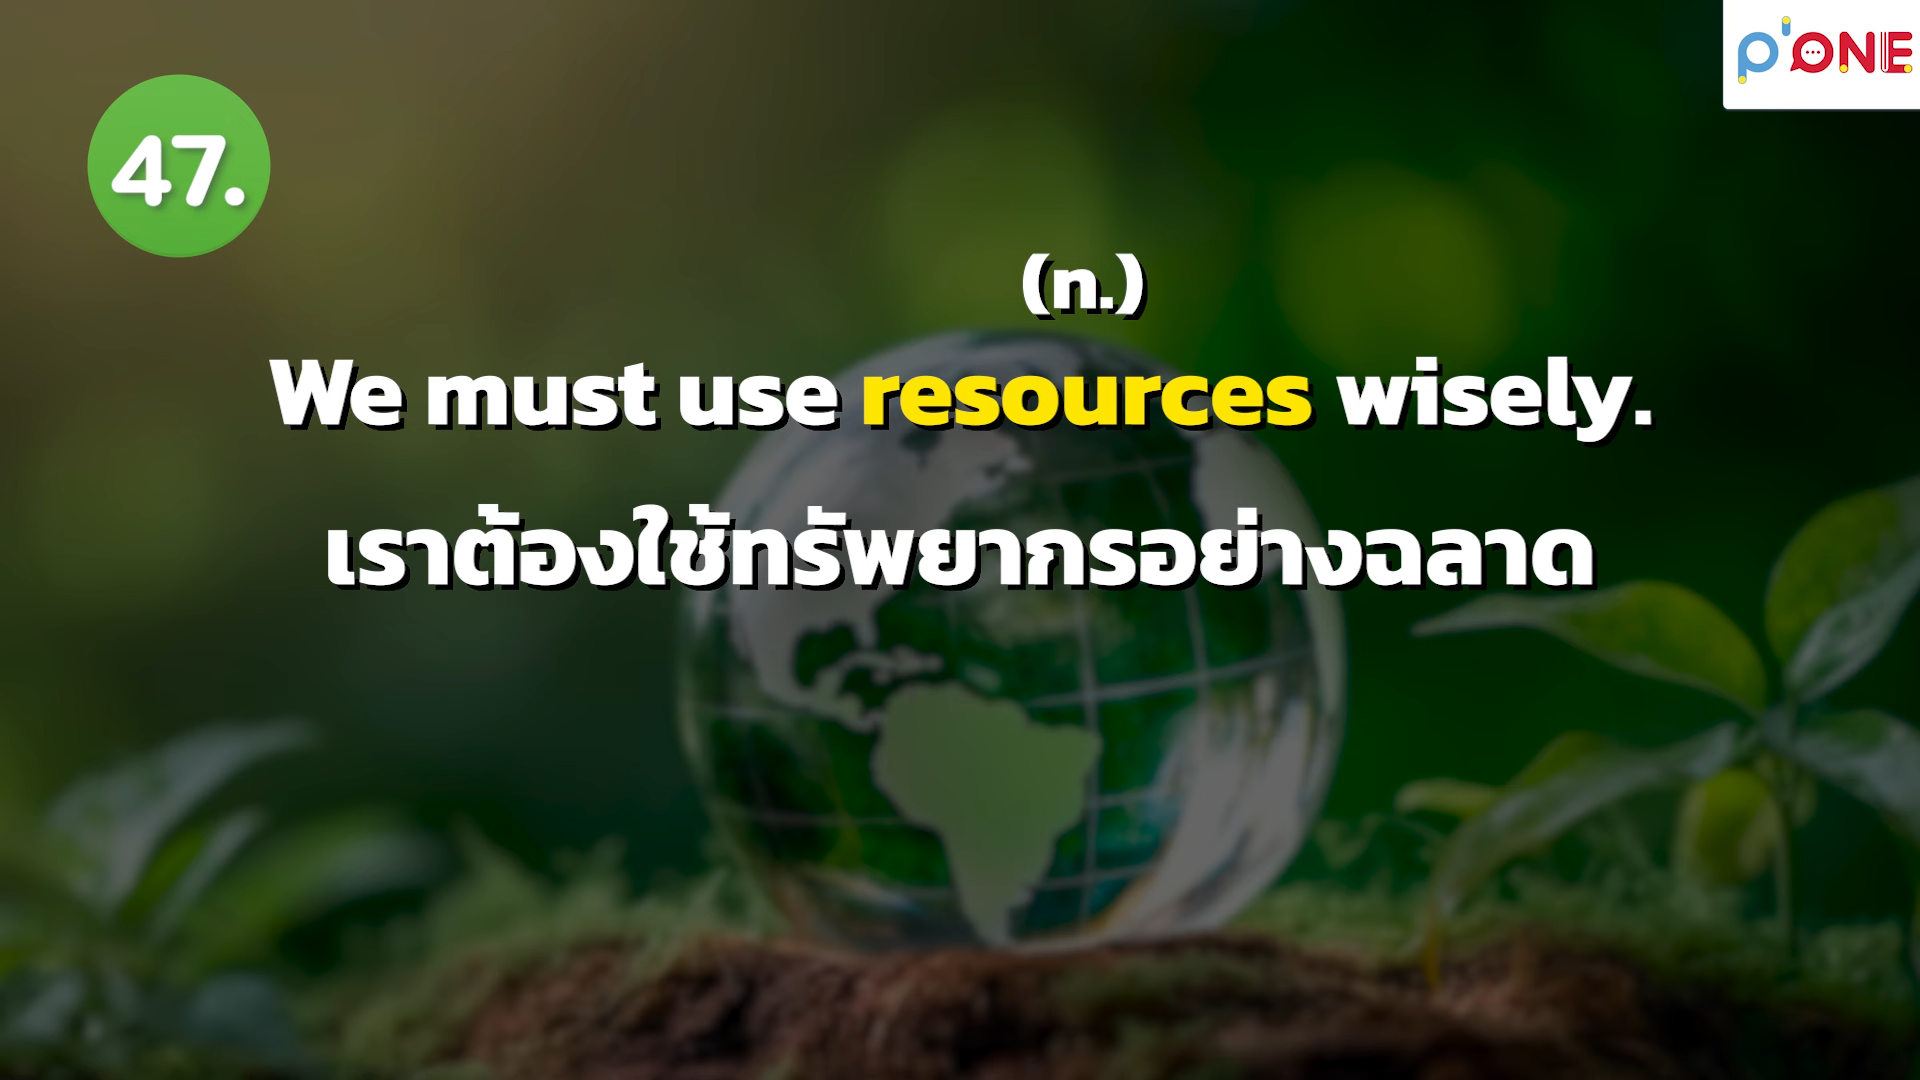 P'ONE
47.
(n.)
We must use resources wisely.
เราต้องใช้ทรัพยากรอย่างฉลาด